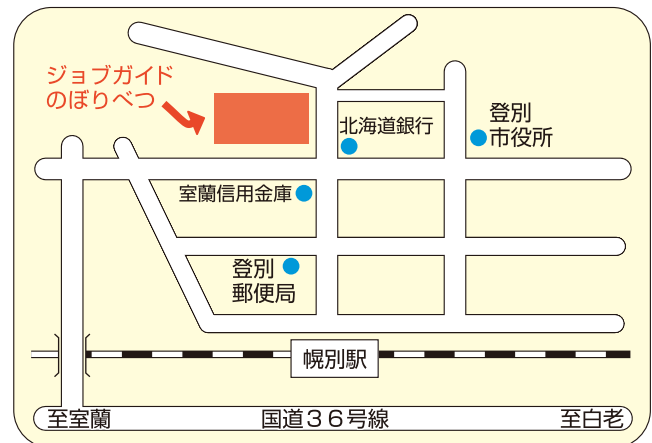 ジョブガイド
のぼりべつ
北海道銀行
登別
市役所
室蘭信用金庫
登別
郵便局
幌別駅
至室蘭
国道36号線
至白老